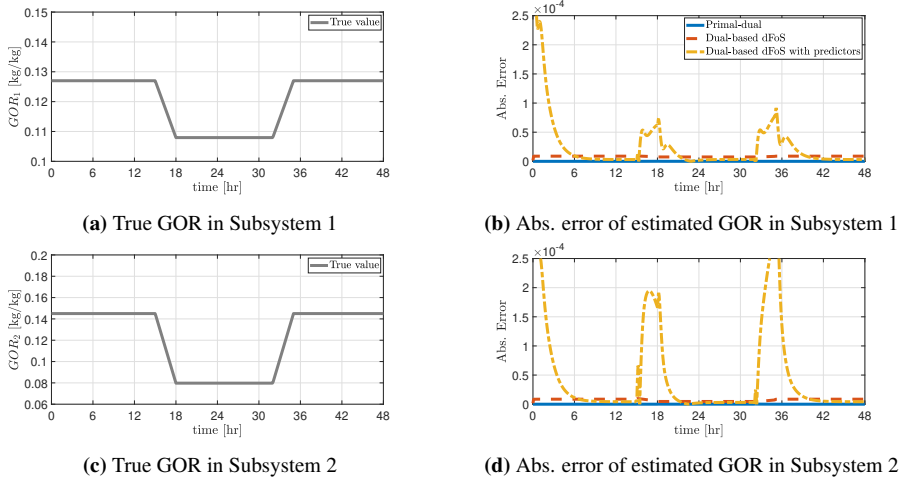 0.15
0.14
0.13
0.12
0.11
0.1
GOR₁ [kg/kg]
True value
0 6 12 18 24 30 36 42 48
time [hr]
(a) True GOR in Subsystem 1
×10⁻⁴
2.5
2
1.5
1
0.5
0
Abs. Error
Primal-dual
Dual-based dFoS
Dual-based dFoS with predictors
0 6 12 18 24 30 36 42 48
time [hr]
(b) Abs. error of estimated GOR in Subsystem 1
0.2
0.18
0.16
0.14
0.12
0.1
0.08
0.06
GOR₂ [kg/kg]
True value
0 6 12 18 24 30 36 42 48
time [hr]
(c) True GOR in Subsystem 2
×10⁻⁴
2.5
2
1.5
1
0.5
0
Abs. Error
0 6 12 18 24 30 36 42 48
time [hr]
(d) Abs. error of estimated GOR in Subsystem 2